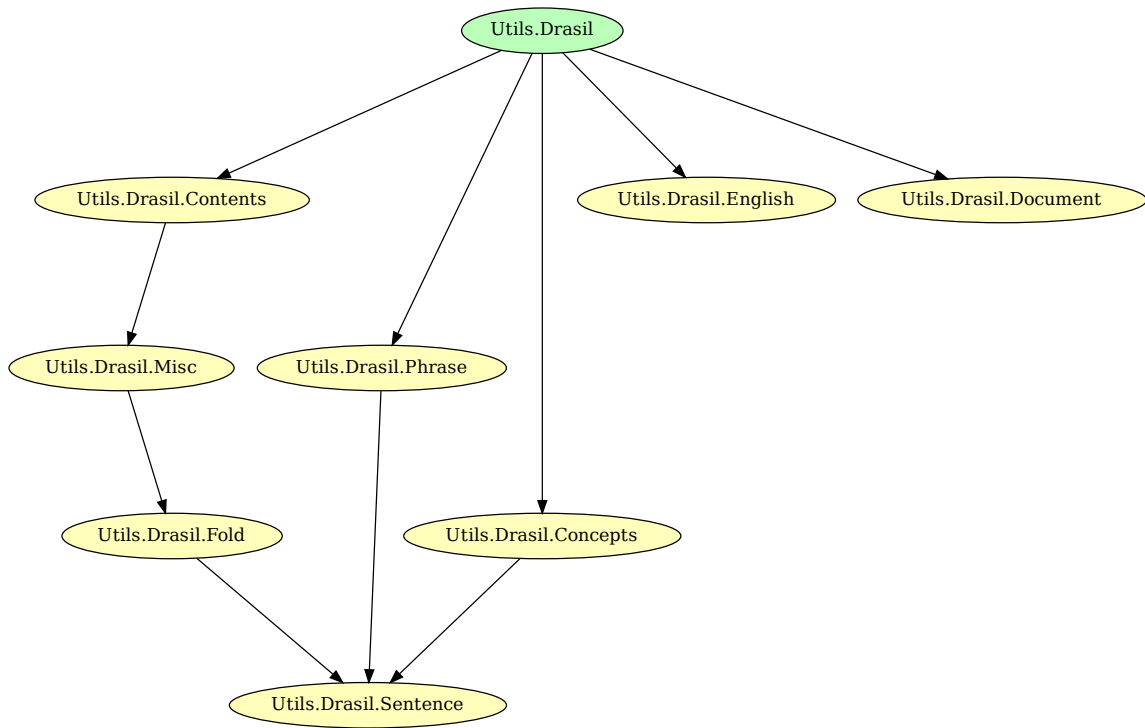 Utils.Drasil
Utils.Drasil.Contents
Utils.Drasil.English
Utils.Drasil.Document
Utils.Drasil.Misc
Utils.Drasil.Phrase
Utils.Drasil.Fold
Utils.Drasil.Concepts
Utils.Drasil.Sentence